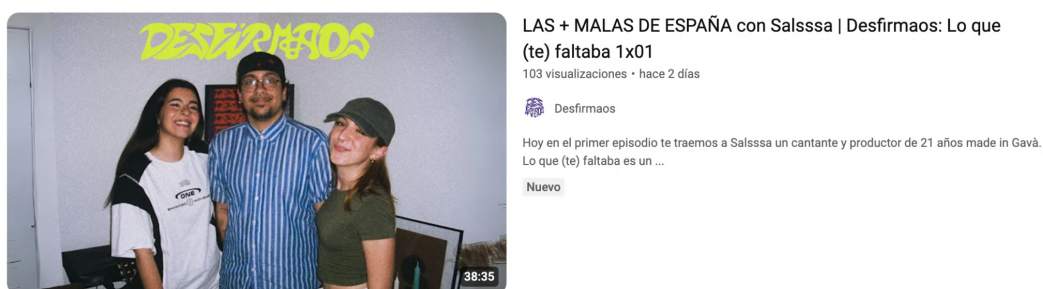 DESFIRMAOS
ONE
38:35
LAS + MALAS DE ESPAÑA con Salsssa | Desfirmaos: Lo que
(te) faltaba 1x01
103 visualizaciones • hace 2 días
Desfirmaos
Hoy en el primer episodio te traemos a Salsssa un cantante y productor de 21 años made in Gavà.
Lo que (te) faltaba es un ...
Nuevo